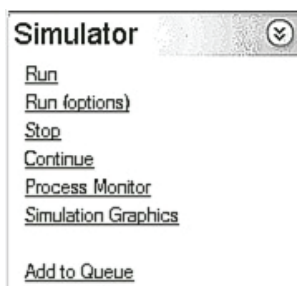 Simulator
Run
Run (options)
Stop
Continue
Process Monitor
Simulation Graphics
Add to Queue